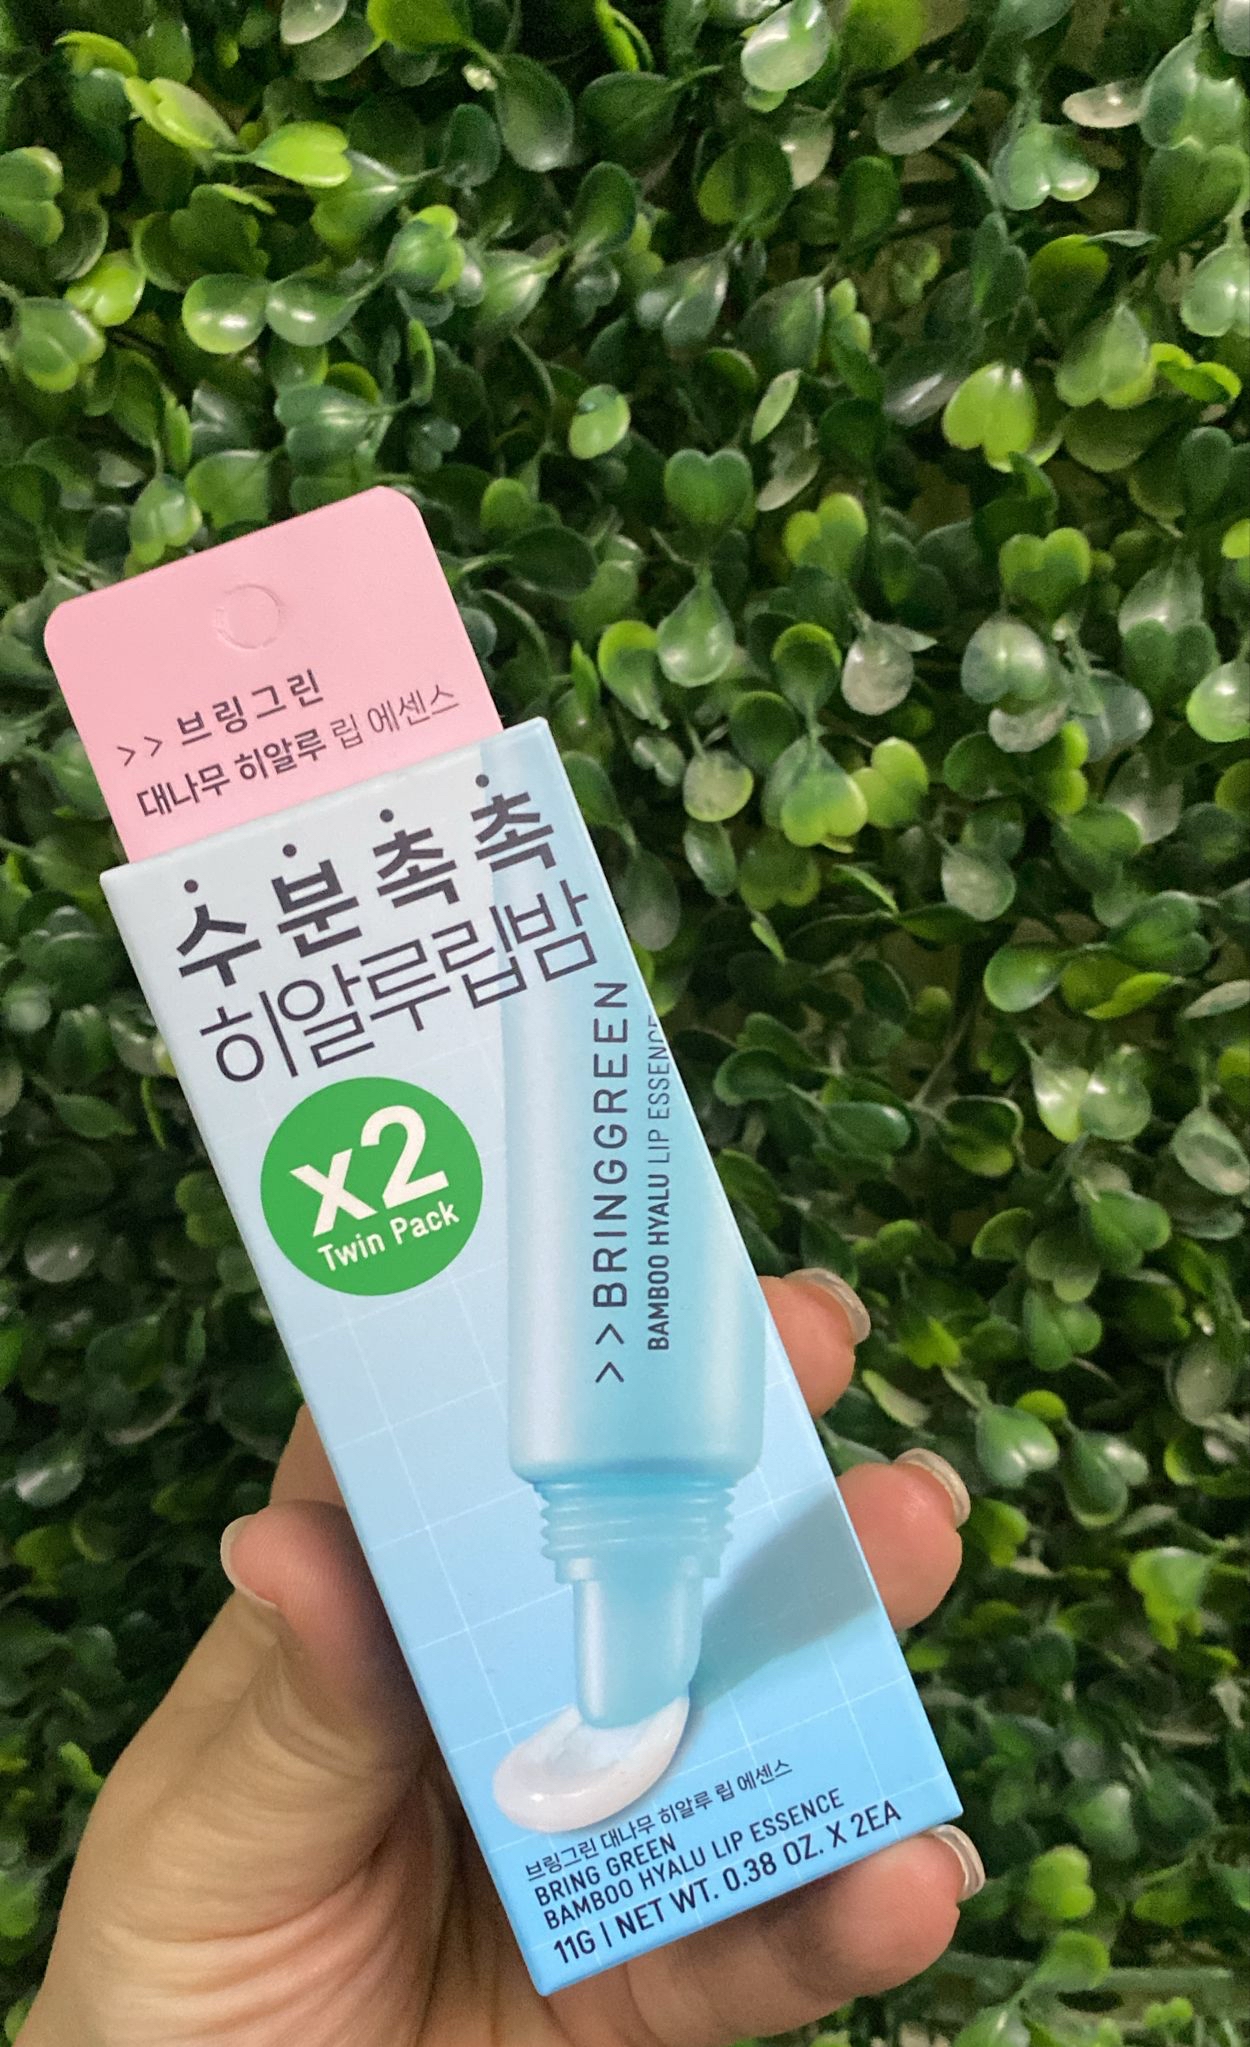 >> 브링그린
대나무 히알루 립 에센스
수분촉촉
히알루립밤
x2
Twin Pack
>>BRINGGREEN
BAMBOO HYALU LIP ESSENCE
브링그린 대나무 히알루 립 에센스
BRING GREEN
BAMBOO HYALU LIP ESSENCE
11G | NET WT. 0.38 OZ. X 2EA